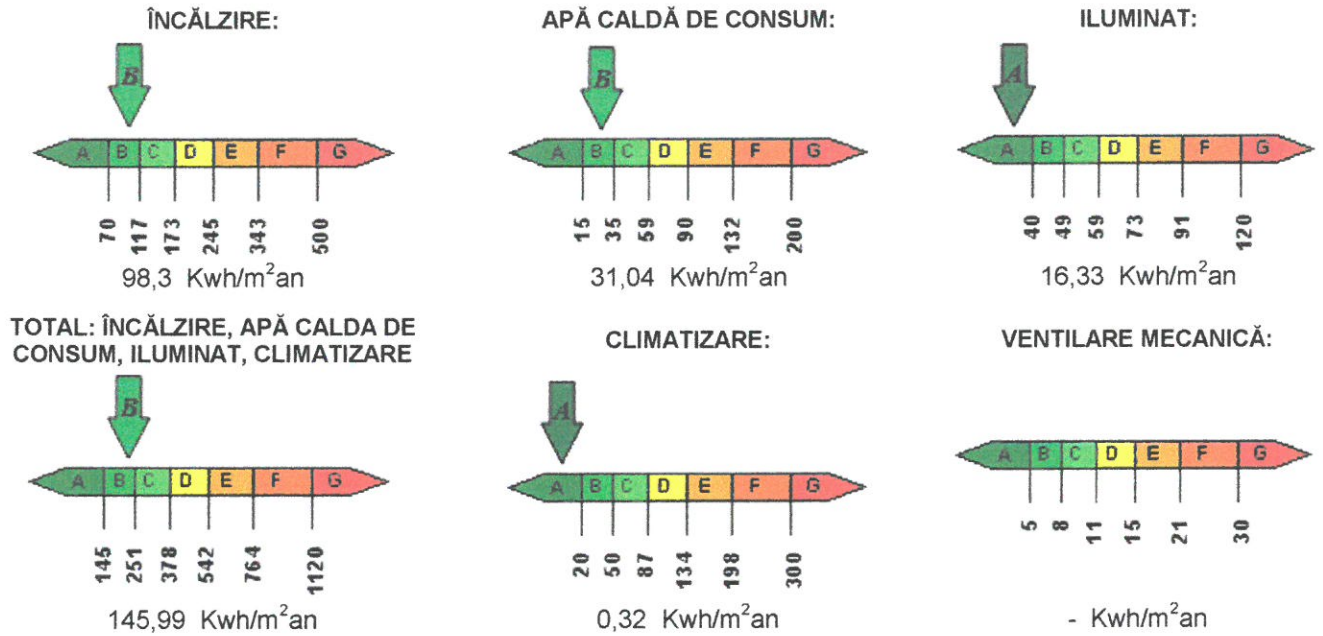 ÎNCĂLZIRE:
B
A B C D E F G
70 117 173 245 343 500
98,3 Kwh/m²an
APĂ CALDĂ DE CONSUM:
B
A B C D E F G
15 35 59 90 132 200
31,04 Kwh/m²an
ILUMINAT:
A
A B C D E F G
40 49 59 73 91 120
16,33 Kwh/m²an
TOTAL: ÎNCĂLZIRE, APĂ CALDA DE
CONSUM, ILUMINAT, CLIMATIZARE
B
A B C D E F G
145 251 378 542 764 1120
145,99 Kwh/m²an
CLIMATIZARE:
A
A B C D E F G
20 50 87 134 198 300
0,32 Kwh/m²an
VENTILARE MECANICĂ:
A B C D E F G
5 8 11 15 21 30
- Kwh/m²an